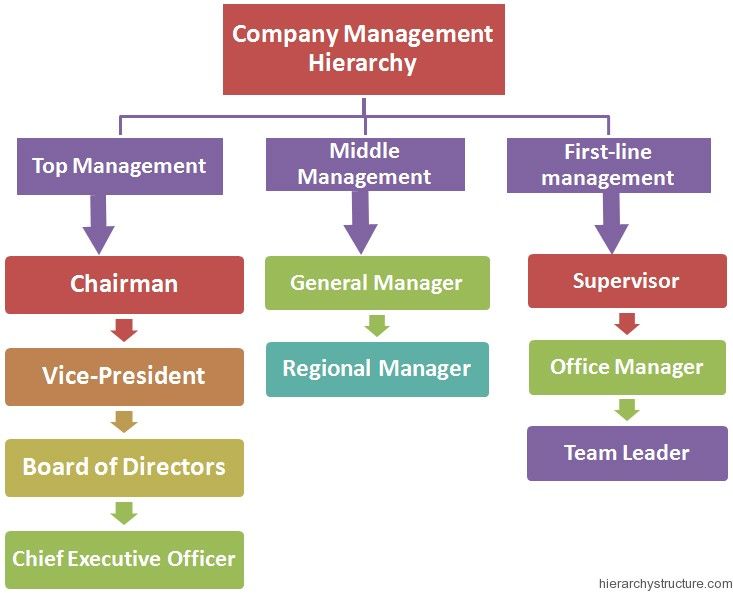 Company Management
Hierarchy
Top Management
Middle
Management
First-line
management
Chairman
Vice-President
Board of Directors
Chief Executive Officer
General Manager
Regional Manager
Supervisor
Office Manager
Team Leader
hierarchystructure.com